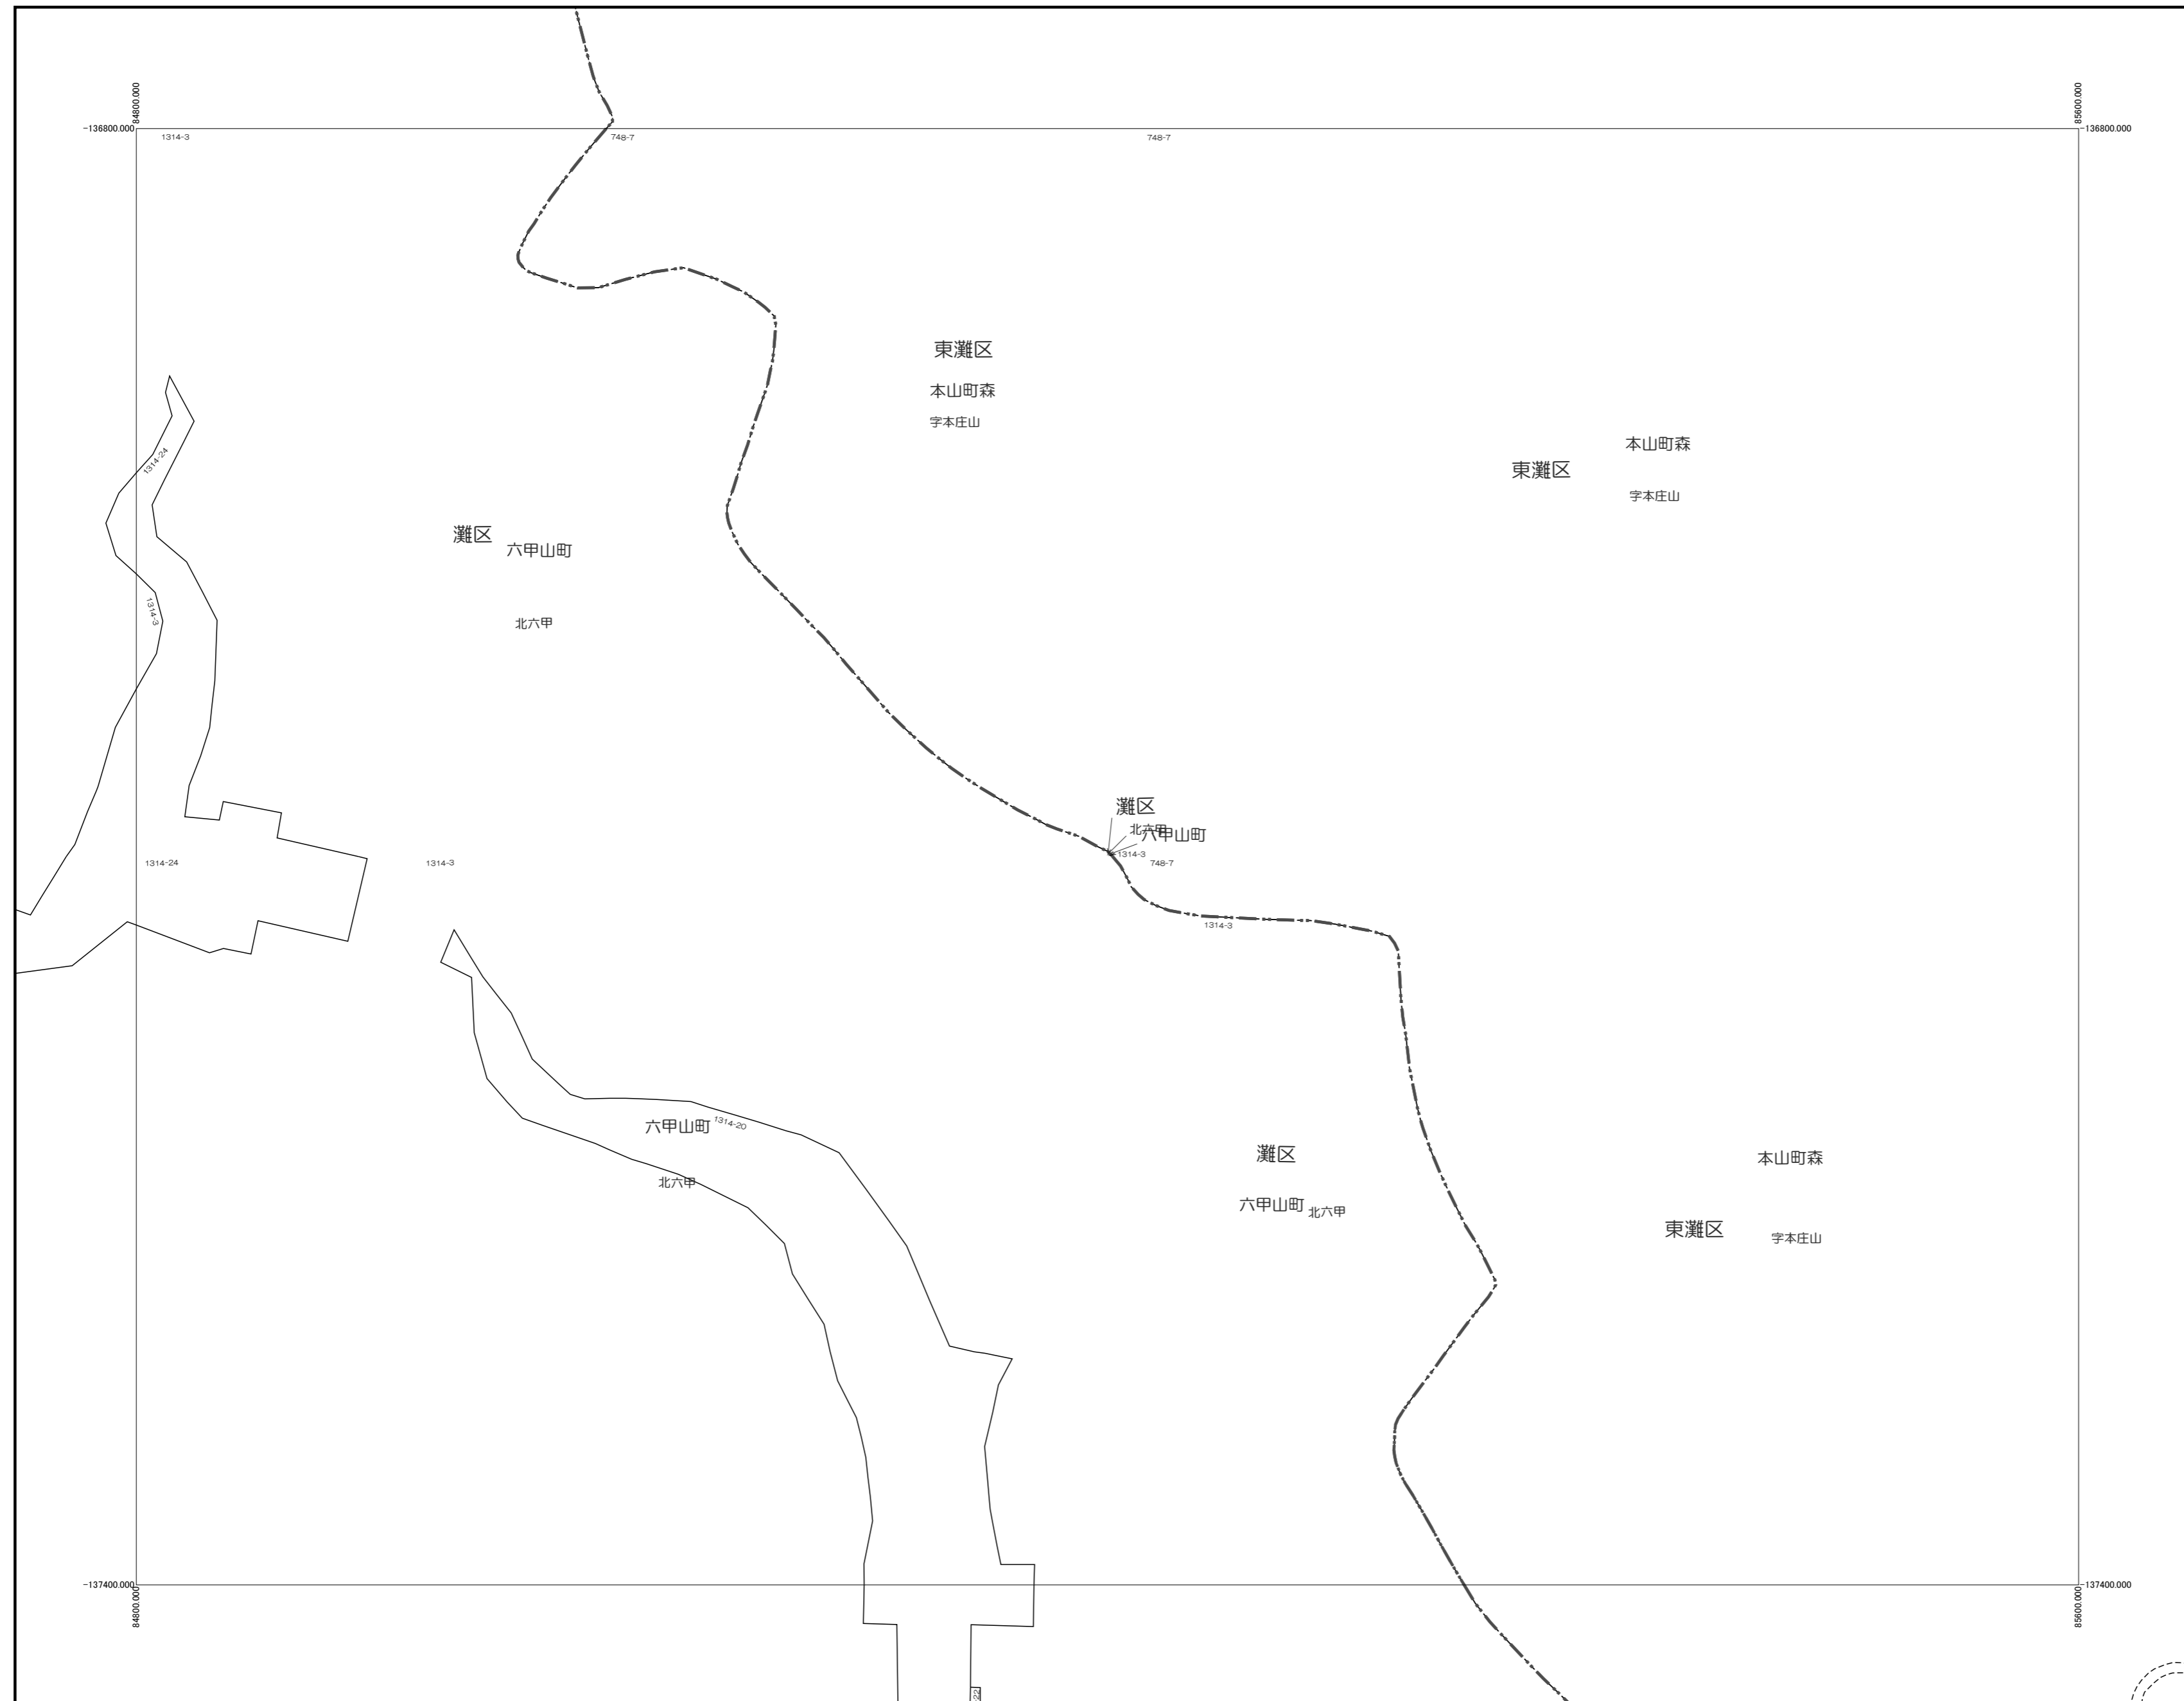 84800.000
85600.000
-136800.000
-136800.000
1314-3
748-7
748-7
東灘区
本山町森
字本庄山
本山町森
東灘区
字本庄山
1314-24
灘区
六甲山町
1314-3
北六甲
灘区
北六甲
六甲山町
1314-3
748-7
1314-24
1314-3
1314-3
六甲山町
1314-20
北六甲
灘区
六甲山町
北六甲
本山町森
東灘区
字本庄山
-137400.000
-137400.000
84800.000
85600.000